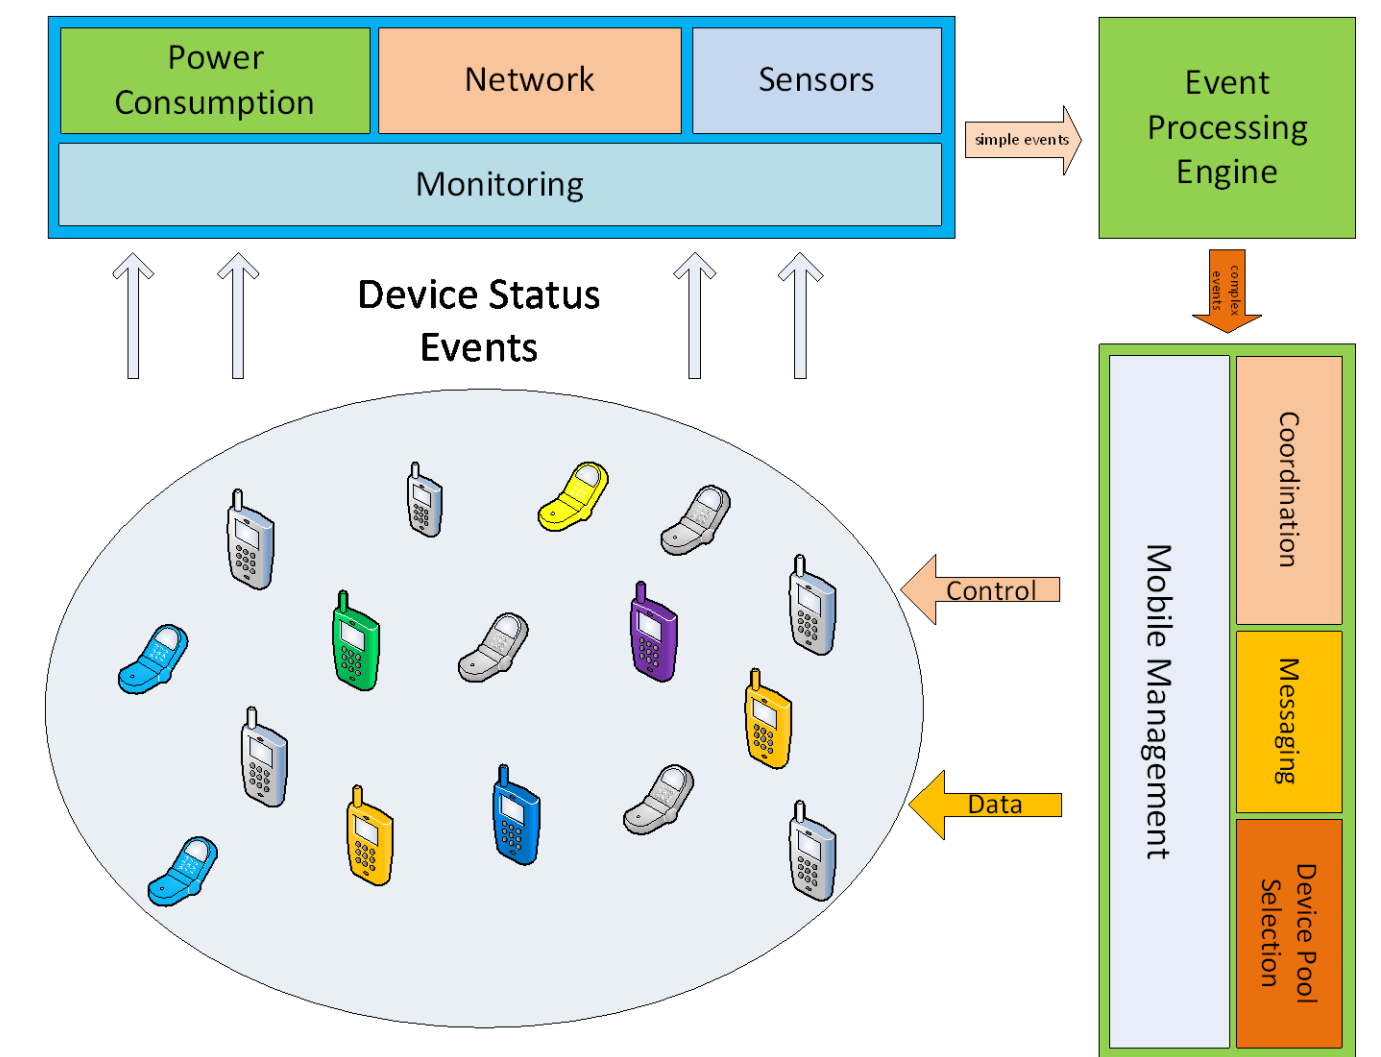 Power
Consumption
Network
Sensors
Monitoring
simple events
Event
Processing
Engine
complex
events
Device Status
Events
Control
Data
Mobile Management
Coordination
Messaging
Device Pool
Selection